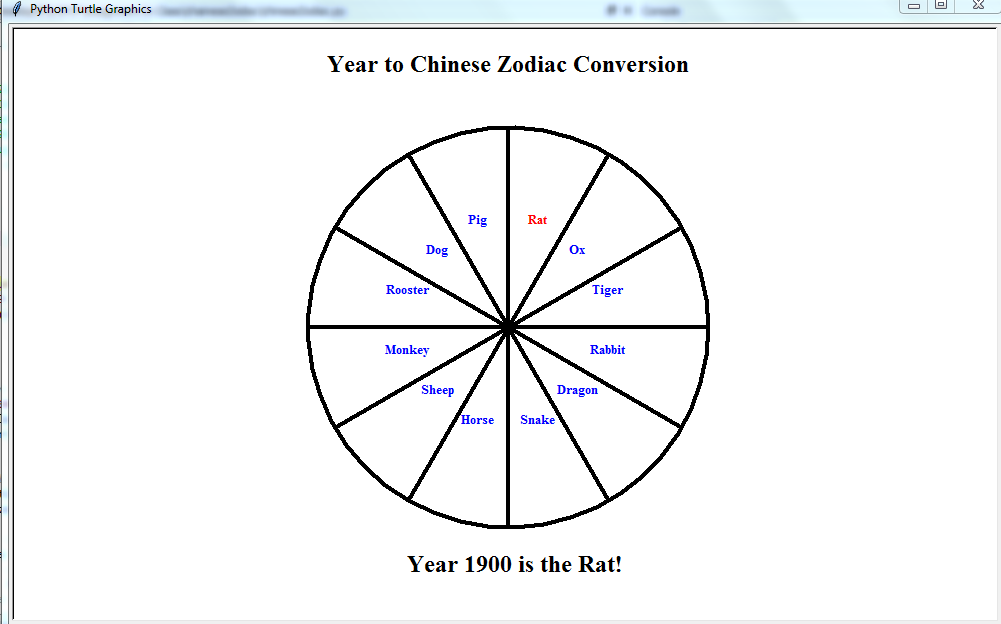 Python Turtle Graphics
Year to Chinese Zodiac Conversion
Pig
Rat
Dog
Ox
Rooster
Tiger
Monkey
Rabbit
Sheep
Dragon
Horse
Snake
Year 1900 is the Rat!